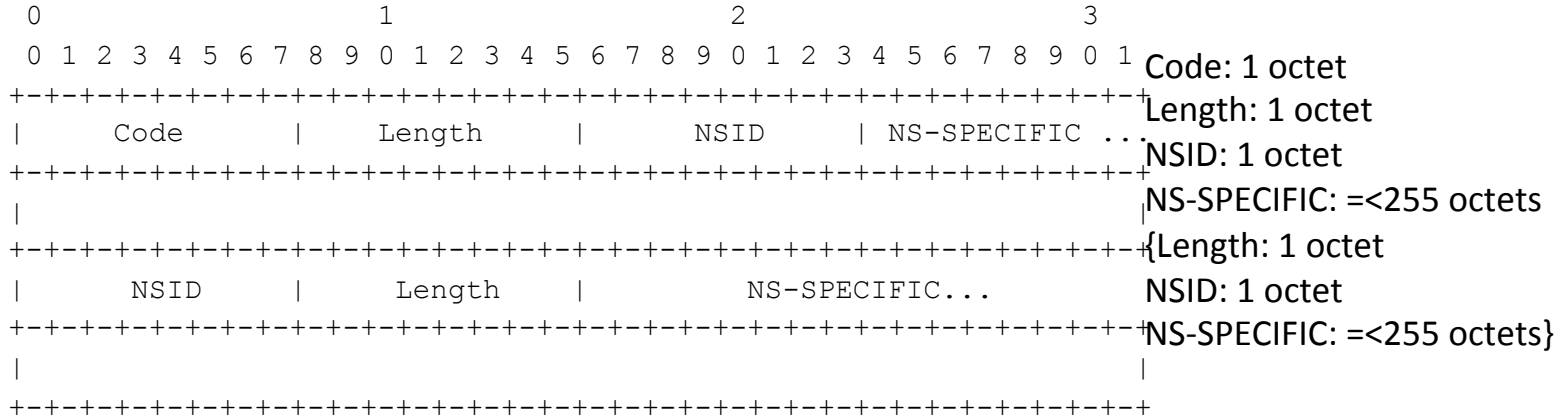 0                   1                   2                   3
0 1 2 3 4 5 6 7 8 9 0 1 2 3 4 5 6 7 8 9 0 1 2 3 4 5 6 7 8 9 0 1
+-+-+-+-+-+-+-+-+-+-+-+-+-+-+-+-+-+-+-+-+-+-+-+-+-+-+-+-+-+-+-+-+
|     Code      |    Length     |      NSID     | NS-SPECIFIC ...
+-+-+-+-+-+-+-+-+-+-+-+-+-+-+-+-+-+-+-+-+-+-+-+-+-+-+-+-+-+-+-+-+
|                                                               |
+-+-+-+-+-+-+-+-+-+-+-+-+-+-+-+-+-+-+-+-+-+-+-+-+-+-+-+-+-+-+-+-+
|      NSID     |     Length    |         NS-SPECIFIC...
+-+-+-+-+-+-+-+-+-+-+-+-+-+-+-+-+-+-+-+-+-+-+-+-+-+-+-+-+-+-+-+-+
|                                                               |
+-+-+-+-+-+-+-+-+-+-+-+-+-+-+-+-+-+-+-+-+-+-+-+-+-+-+-+-+-+-+-+-+
Code: 1 octet
Length: 1 octet
NSID: 1 octet
NS-SPECIFIC: =<255 octets
{Length: 1 octet
NSID: 1 octet
NS-SPECIFIC: =<255 octets}